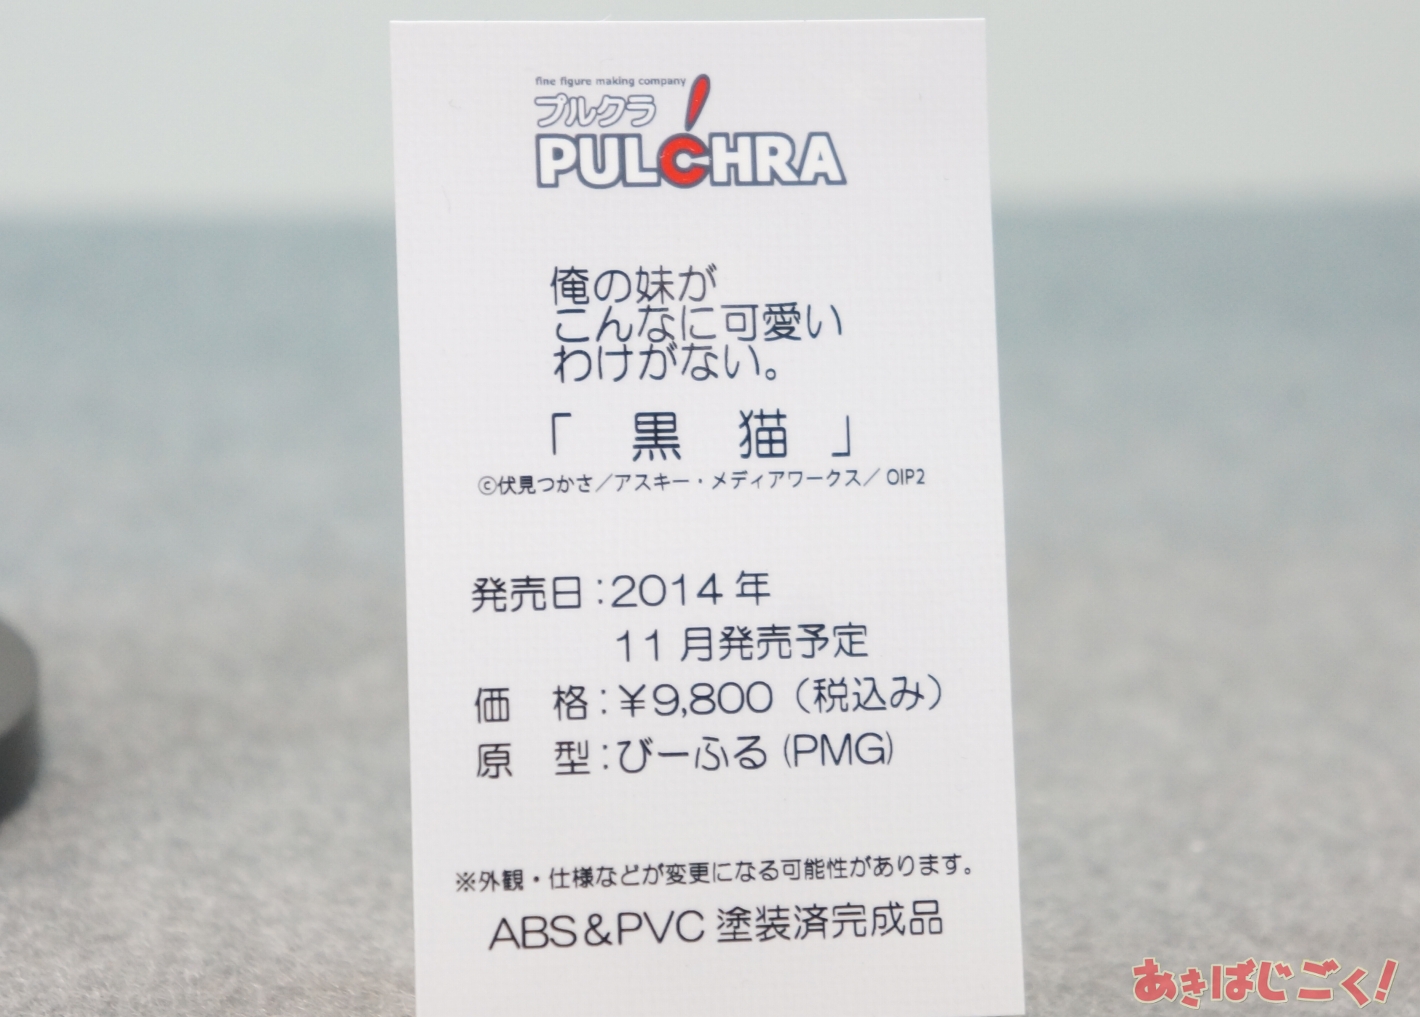 fine figure making company
プルクラ
PULCHRA
俺の妹が
こんなに可愛い
わけがない。
「 黒 猫 」
©伏見つかさ／アスキー・メディアワークス／OIP2
発売日：2014年
11月発売予定
価　格：¥9,800（税込み）
原　型：びーふる(PMG)
※外観・仕様などが変更になる可能性があります。
ABS&PVC塗装済完成品
あきばじごく！